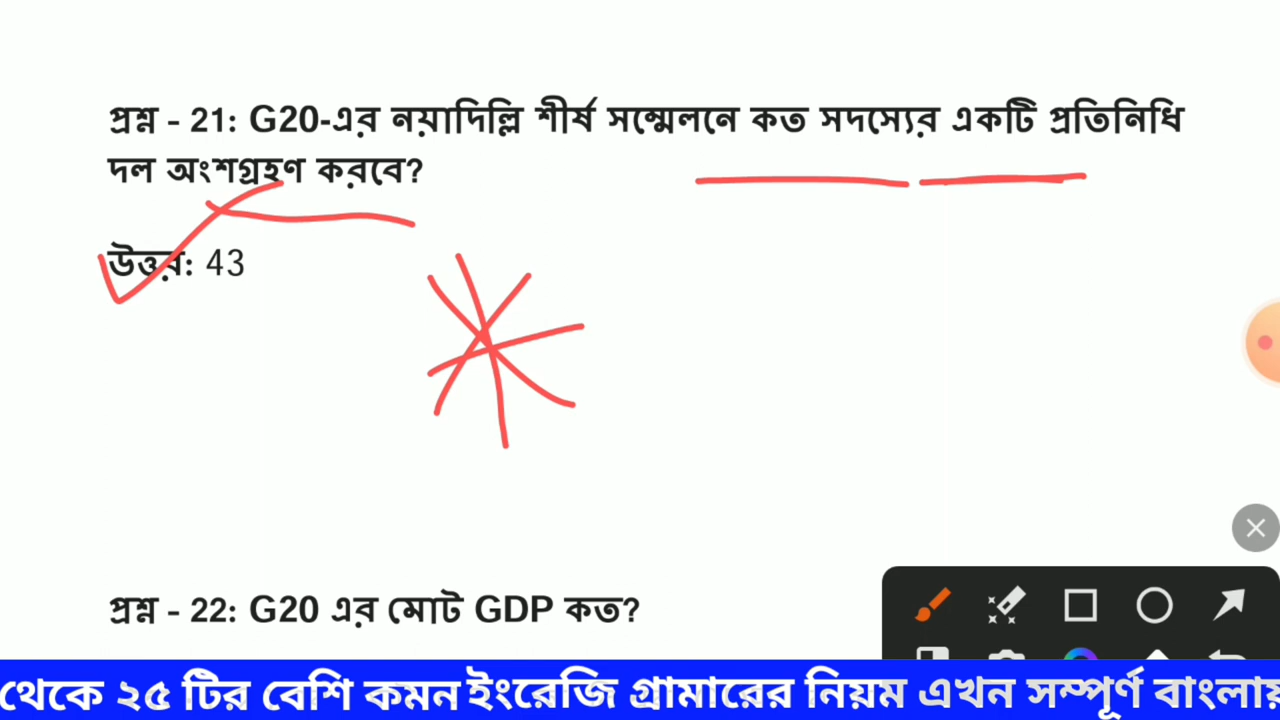 প্রশ্ন - 21: G20-এর নয়াদিল্লি শীর্ষ সম্মেলনে কত সদস্যের একটি প্রতিনিধি
দল অংশগ্রহণ করবে?
উত্তর: 43
প্রশ্ন - 22: G20 এর মোট GDP কত?
থেকে ২৫ টির বেশি কমন ইংরেজি গ্রামারের নিয়ম এখন সম্পূর্ণ বাংলায়